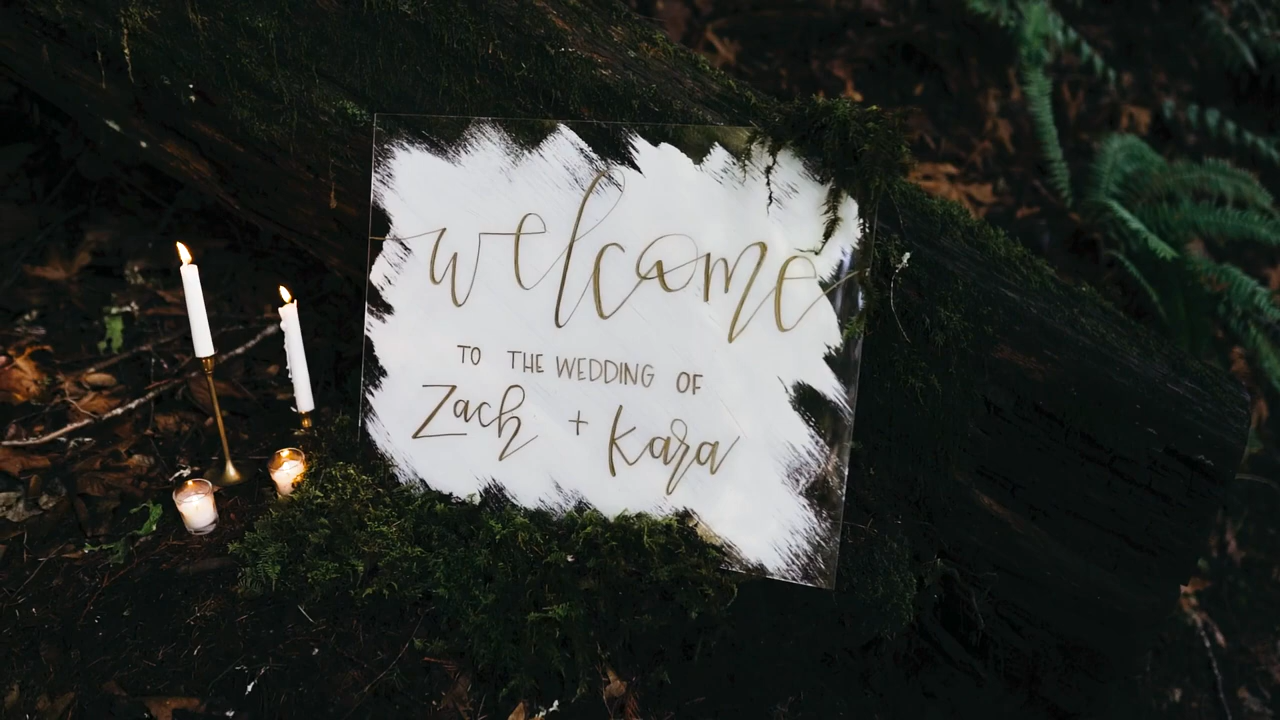 welcome
TO THE WEDDING OF
Zach + Kara